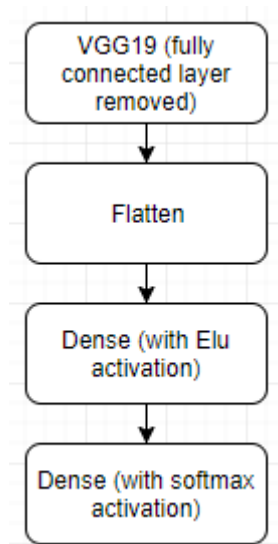 VGG19 (fully
connected layer
removed)
Flatten
Dense (with Elu
activation)
Dense (with softmax
activation)